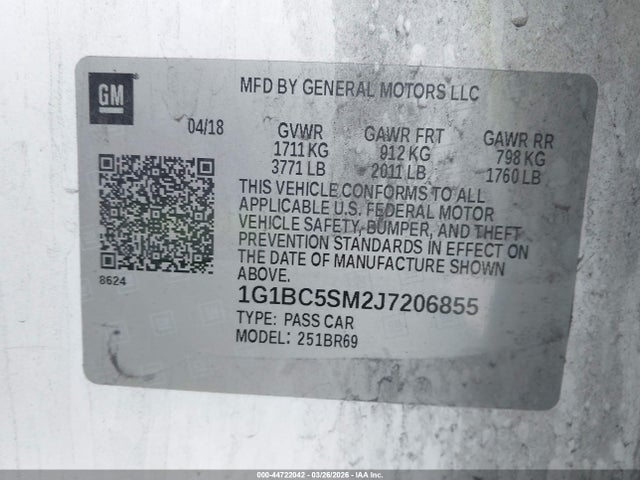 GM
MFD BY GENERAL MOTORS LLC
04/18 GVWR GAWR FRT GAWR RR
1711 KG 912 KG 798 KG
3771 LB 2011 LB 1760 LB
THIS VEHICLE CONFORMS TO ALL
APPLICABLE U.S. FEDERAL MOTOR
VEHICLE SAFETY, BUMPER, AND THEFT
PREVENTION STANDARDS IN EFFECT ON
THE DATE OF MANUFACTURE SHOWN
ABOVE.
8624
1G1BC5SM2J7206855
TYPE: PASS CAR
MODEL: 251BR69
000-44722042 | 03/26/2026 | IAA Inc.